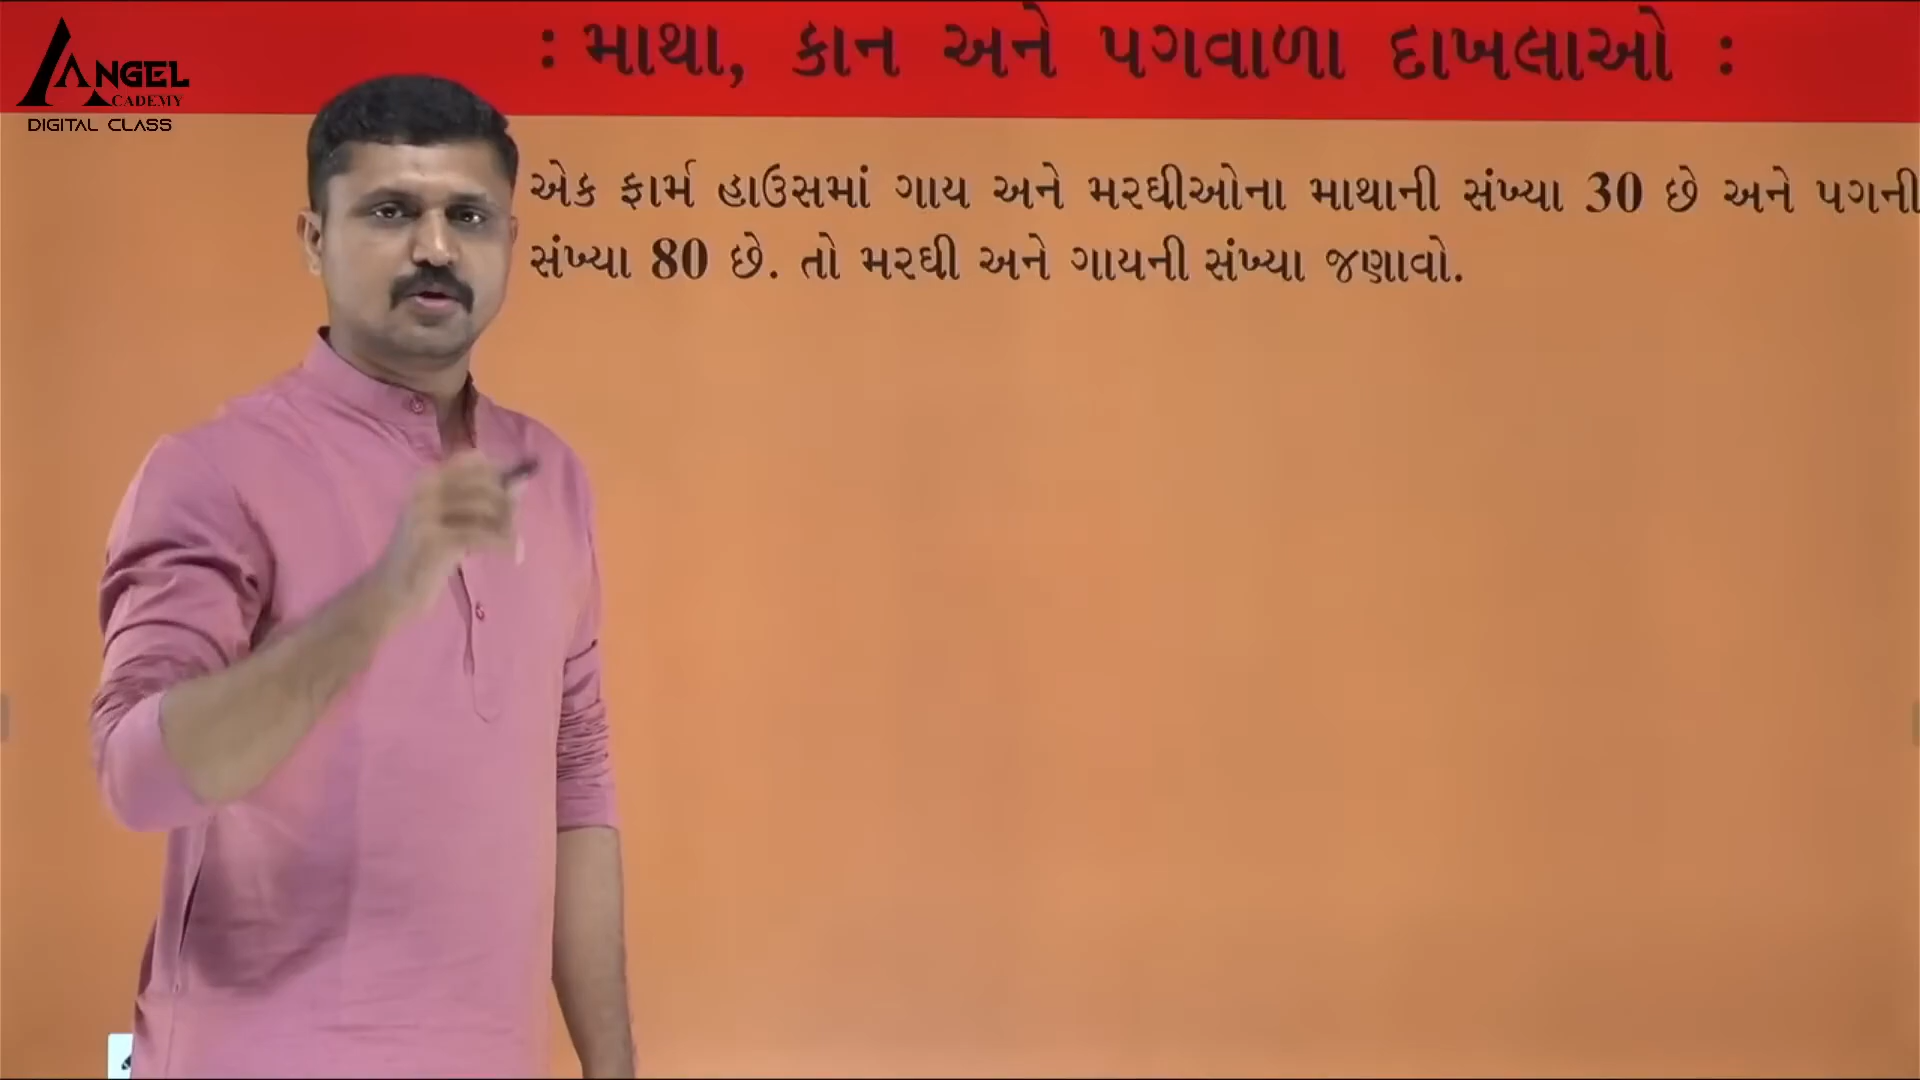 ANGEL
ACADEMY
DIGITAL CLASS
: માથા, કાન અને પગવાળા દાખલાઓ :
એક ફાર્મ હાઉસમાં ગાય અને મરઘીઓના માથાની સંખ્યા 30 છે અને પગની
સંખ્યા 80 છે. તો મરઘી અને ગાયની સંખ્યા જણાવો.